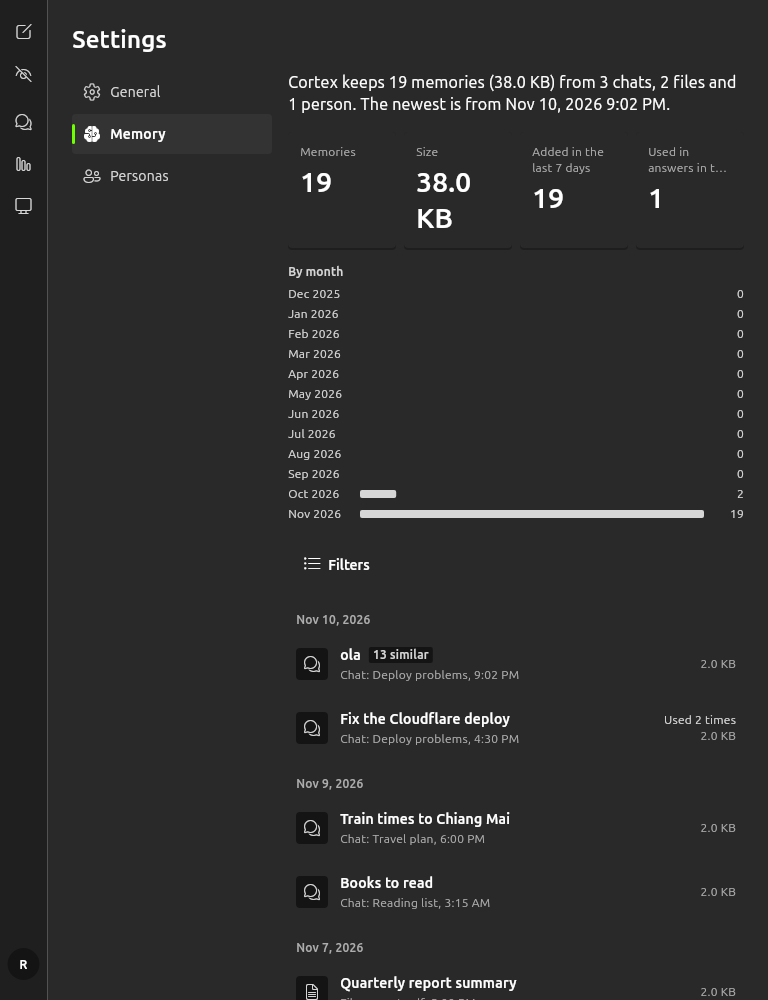 Settings
General
Memory
Personas
Cortex keeps 19 memories (38.0 KB) from 3 chats, 2 files and
1 person. The newest is from Nov 10, 2026 9:02 PM.
Memories
19
Size
38.0
KB
Added in the
last 7 days
19
Used in
answers in t…
1
By month
Dec 2025 0
Jan 2026 0
Feb 2026 0
Mar 2026 0
Apr 2026 0
May 2026 0
Jun 2026 0
Jul 2026 0
Aug 2026 0
Sep 2026 0
Oct 2026 2
Nov 2026 19
Filters
Nov 10, 2026
ola 13 similar
Chat: Deploy problems, 9:02 PM
2.0 KB
Fix the Cloudflare deploy
Chat: Deploy problems, 4:30 PM
Used 2 times
2.0 KB
Nov 9, 2026
Train times to Chiang Mai
Chat: Travel plan, 6:00 PM
2.0 KB
Books to read
Chat: Reading list, 3:15 AM
2.0 KB
Nov 7, 2026
Quarterly report summary
2.0 KB
R